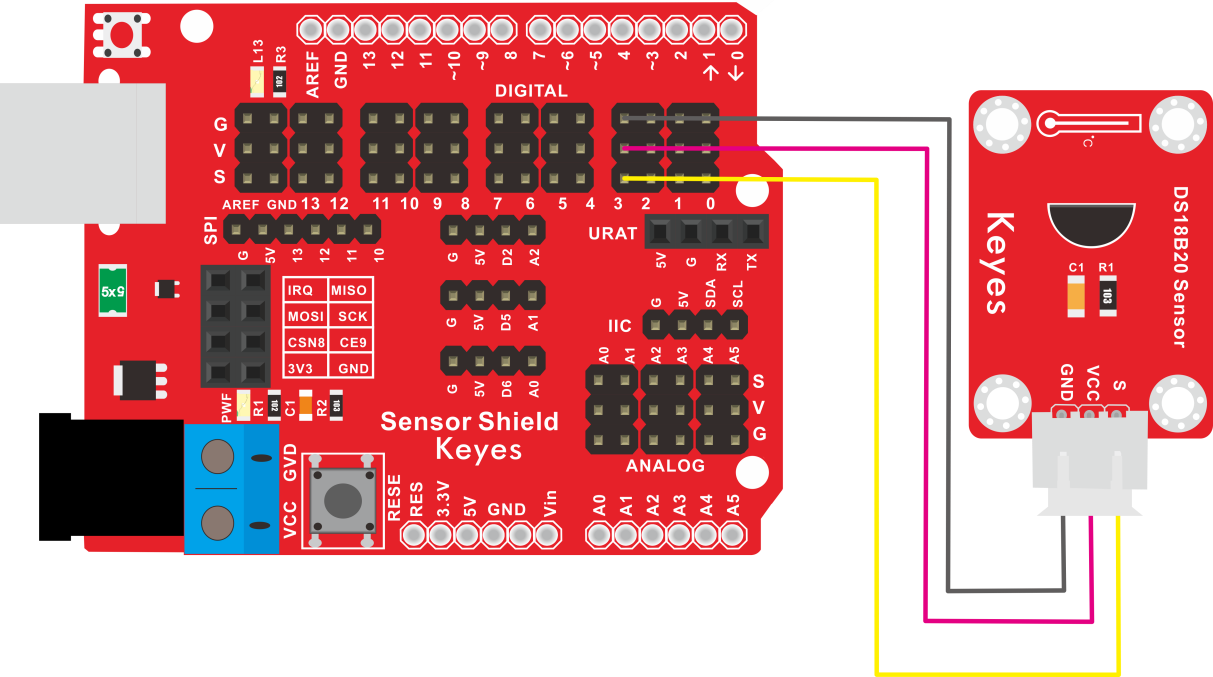 L13
R3
102
AREF
GND
13
12
11
~10
~9
8
7
~6
~5
4
~3
2
1
0
DIGITAL
G
V
S
AREF GND 13 12 11 10 9 8 7 6 5 4 3 2 1 0
SPI
G
5V
13
12
11
10
G
5V
D2
A2
URAT
5V
G
RX
TX
5x5
IRQ MISO
MOSI SCK
CSN8 CE9
3V3 GND
G
5V
D5
A1
G
5V
SDA
SCL
IIC
G
5V
D6
A0
A0
A1
A2
A3
A4
A5
S
V
G
ANALOG
PWF
R1
102
C1
R2
103
Sensor Shield
Keyes
GVD
VCC
RESE
RES
3.3V
5V
GND
Vin
A0
A1
A2
A3
A4
A5
°C
DS18B20 Sensor
Keyes
C1
R1
103
GND
VCC
S